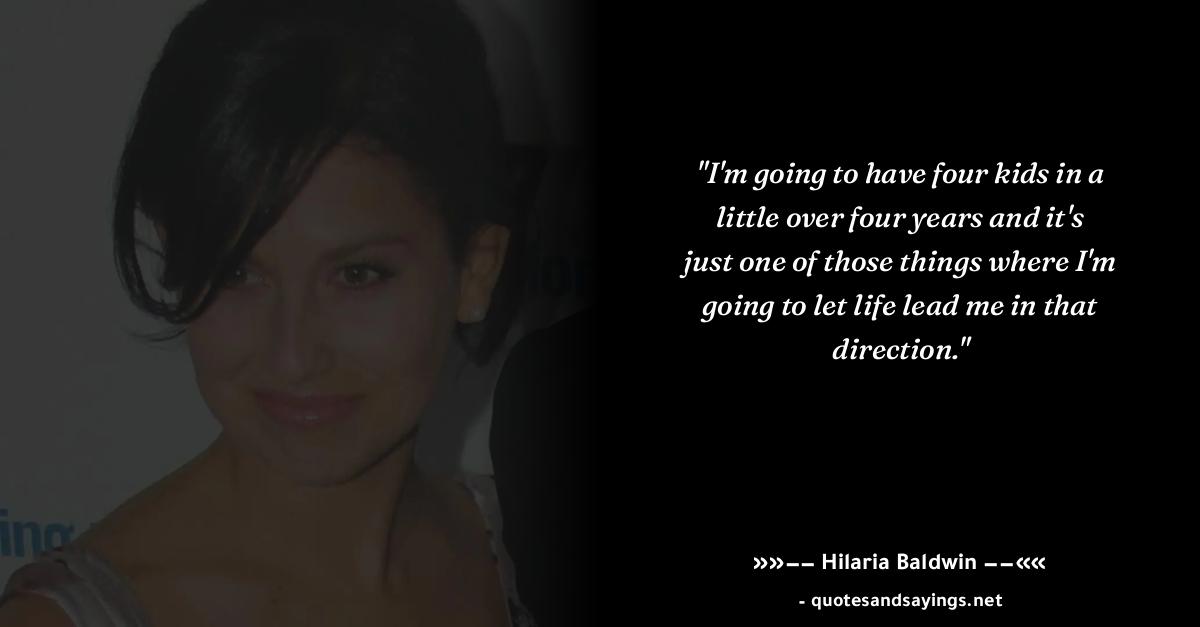 "I'm going to have four kids in a
little over four years and it's
just one of those things where I'm
going to let life lead me in that
direction."
»»−− Hilaria Baldwin −−««
- quotesandsayings.net
ing